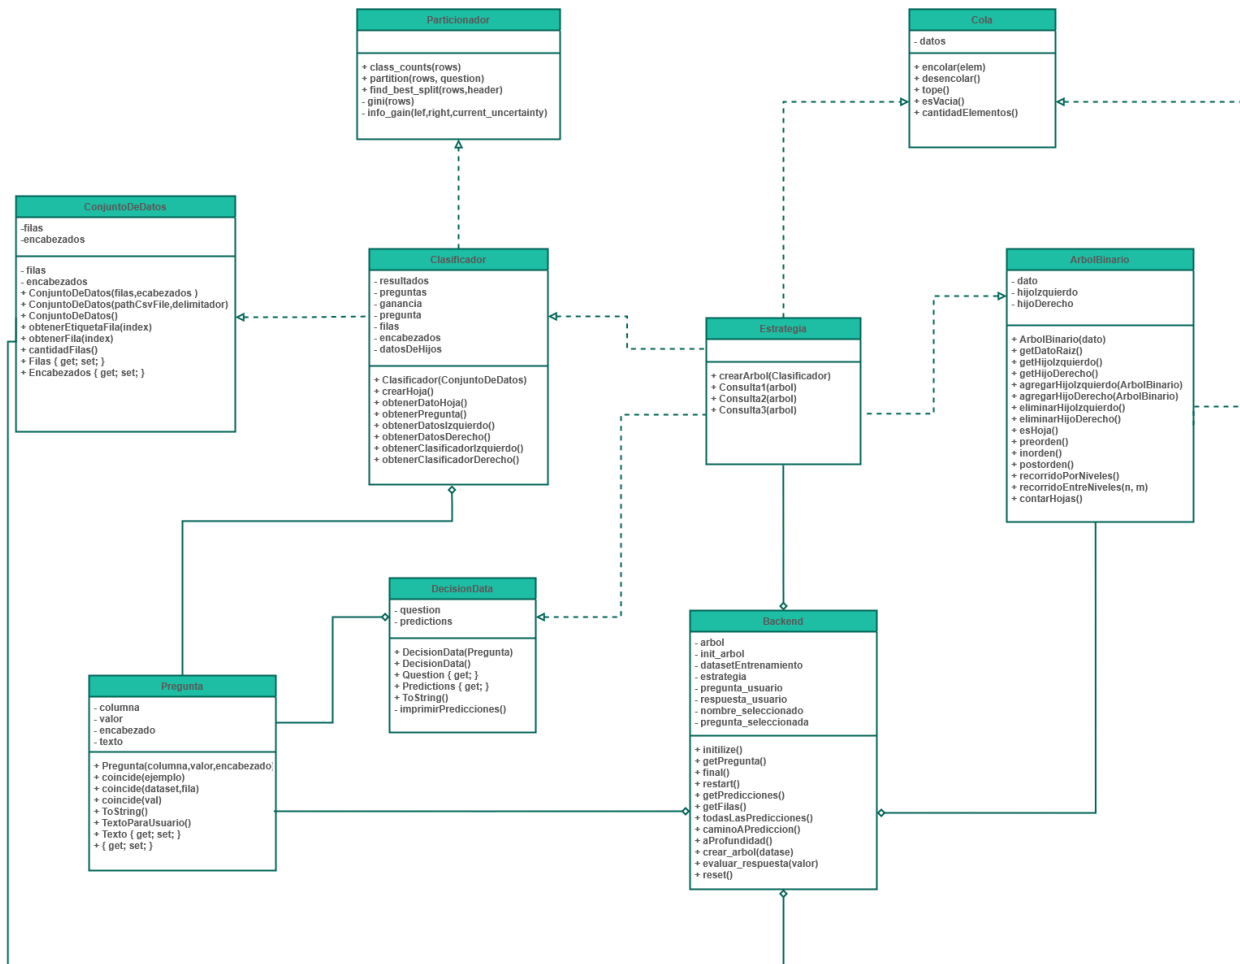 Particionador
+ class_counts(rows)
+ partition(rows, question)
+ find_best_split(rows,header)
- gini(rows)
- info_gain(lef,right,current_uncertainty)
Cola
- datos
+ encolar(elem)
+ desencolar()
+ tope()
+ esVacia()
+ cantidadElementos()
ConjuntoDeDatos
-filas
-encabezados
- filas
- encabezados
+ ConjuntoDeDatos(filas,ecabezados )
+ ConjuntoDeDatos(pathCsvFile,delimitador)
+ ConjuntoDeDatos()
+ obtenerEtiquetaFila(index)
+ obtenerFila(index)
+ cantidadFilas()
+ Filas { get; set; }
+ Encabezados { get; set; }
Clasificador
- resultados
- preguntas
- ganancia
- pregunta
- filas
- encabezados
- datosDeHijos
+ Clasificador(ConjuntoDeDatos)
+ crearHoja()
+ obtenerDatoHoja()
+ obtenerPregunta()
+ obtenerDatosIzquierdo()
+ obtenerDatosDerecho()
+ obtenerClasificadorIzquierdo()
+ obtenerClasificadorDerecho()
Estrategia
+ crearArbol(Clasificador)
+ Consulta1(arbol)
+ Consulta2(arbol)
+ Consulta3(arbol)
ArbolBinario
- dato
- hijoIzquierdo
- hijoDerecho
+ ArbolBinario(dato)
+ getDatoRaiz()
+ getHijoIzquierdo()
+ getHijoDerecho()
+ agregarHijoIzquierdo(ArbolBinario)
+ agregarHijoDerecho(ArbolBinario)
+ eliminarHijoIzquierdo()
+ eliminarHijoDerecho()
+ esHoja()
+ preorden()
+ inorden()
+ postorden()
+ recorridoPorNiveles()
+ recorridoEntreNiveles(n, m)
+ contarHojas()
DecisionData
- question
- predictions
+ DecisionData(Pregunta)
+ DecisionData()
+ Question { get; }
+ Predictions { get; }
+ ToString()
- imprimirPredicciones()
Pregunta
- columna
- valor
- encabezado
- texto
+ Pregunta(columna,valor,encabezado)
+ coincide(ejemplo)
+ coincide(dataset,fila)
+ coincide(val)
+ ToString()
+ TextoParaUsuario()
+ Texto { get; set; }
+ { get; set; }
Backend
- arbol
- init_arbol
- datasetEntrenamiento
- estrategia
- pregunta_usuario
- respuesta_usuario
- nombre_seleccionado
- pregunta_seleccionada
+ initilize()
+ getPregunta()
+ final()
+ restart()
+ getPredicciones()
+ getFilas()
+ todasLasPredicciones()
+ caminoAPrediccion()
+ aProfundidad()
+ crear_arbol(datase)
+ evaluar_respuesta(valor)
+ reset()